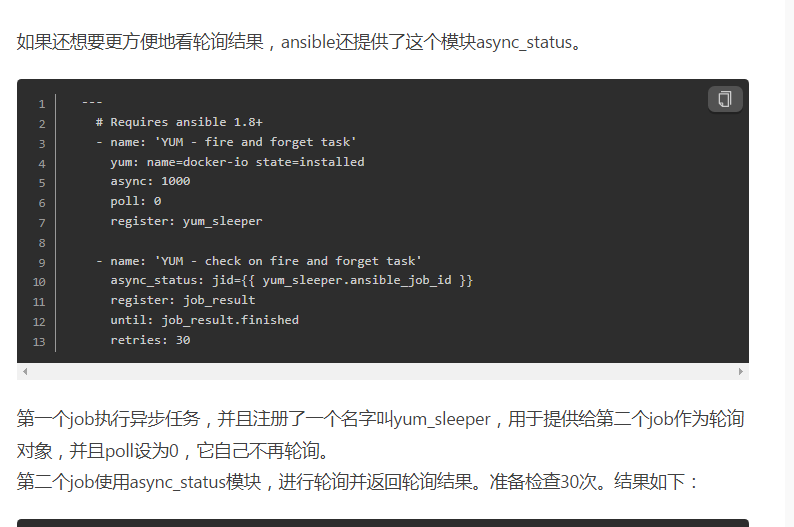 如果还想要更方便地看轮询结果，ansible还提供了这个模块async_status。
1 ---
2 # Requires ansible 1.8+
3 - name: 'YUM - fire and forget task'
4 yum: name=docker-io state=installed
5 async: 1000
6 poll: 0
7 register: yum_sleeper
8
9 - name: 'YUM - check on fire and forget task'
10 async_status: jid={{ yum_sleeper.ansible_job_id }}
11 register: job_result
12 until: job_result.finished
13 retries: 30
第一个job执行异步任务，并且注册了一个名字叫yum_sleeper，用于提供给第二个job作为轮询
对象，并且poll设为0，它自己不再轮询。
第二个job使用async_status模块，进行轮询并返回轮询结果。准备检查30次。结果如下：